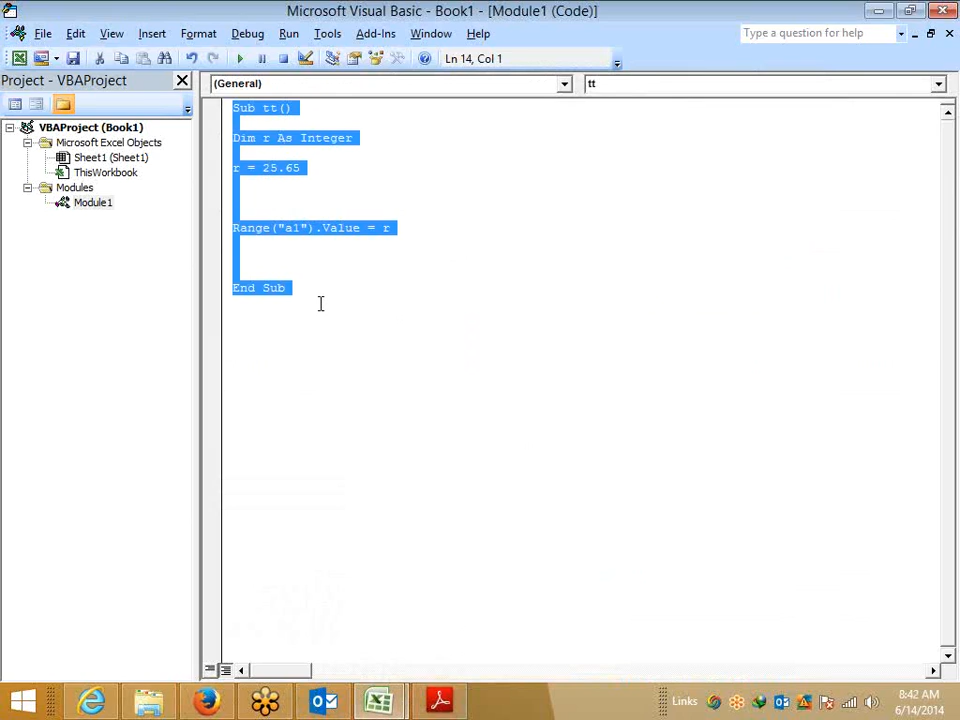 Microsoft Visual Basic - Book1 - [Module1 (Code)]
File Edit View Insert Format Debug Run Tools Add-Ins Window Help
Type a question for help
Ln 14, Col 1
Project - VBAProject
(General)
tt
VBAProject (Book1)
Microsoft Excel Objects
Sheet1 (Sheet1)
ThisWorkbook
Modules
Module1
Sub tt()
Dim r As Integer
r = 25.65
Range("a1").Value = r
End Sub
Links
8:42 AM
6/14/2014